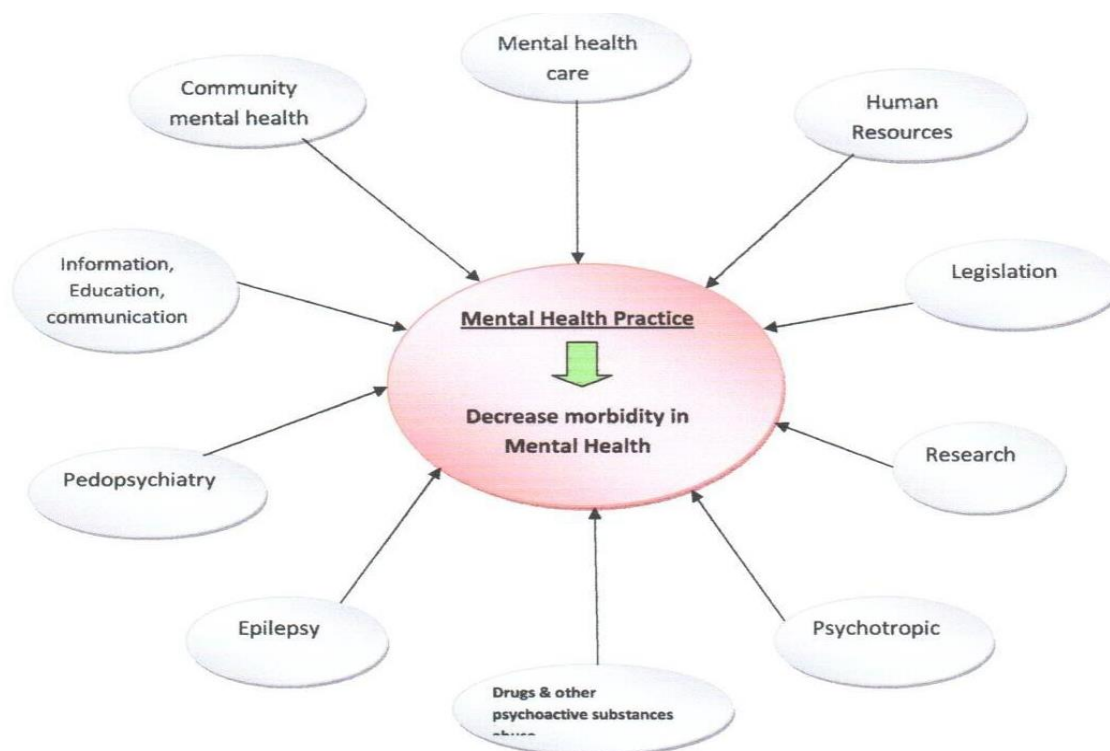 Mental health
care
Community
mental health
Human
Resources
Information,
Education,
communication
Legislation
Mental Health Practice
Decrease morbidity in
Mental Health
Pedopsychiatry
Research
Epilepsy
Psychotropic
Drugs & other
psychoactive substances